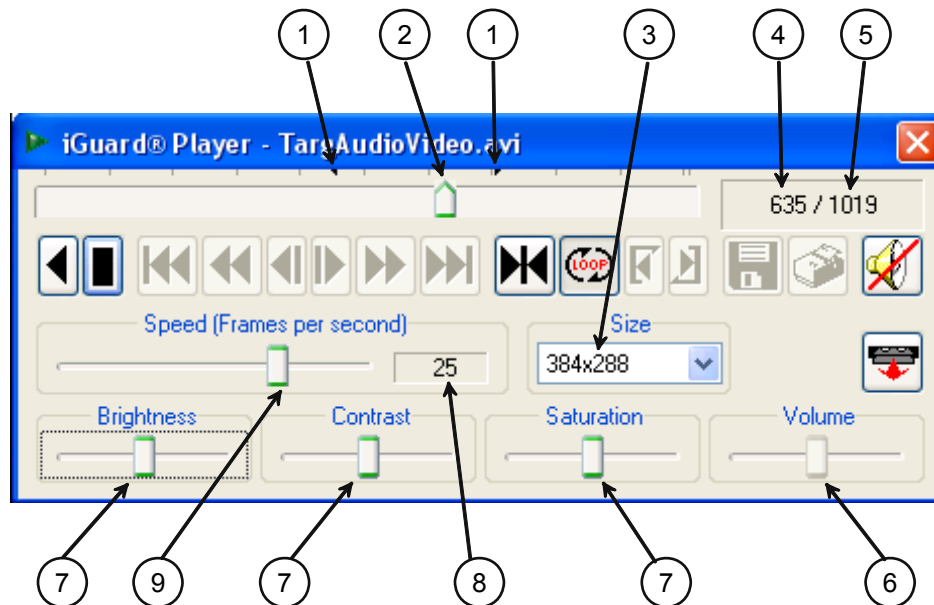 1 2 1 3 4 5
iGuard® Player - TargAudioVideo.avi
635 / 1019
LOOP
Speed (Frames per second) Size
25 384x288
Brightness Contrast Saturation Volume
7 9 7 8 7 6